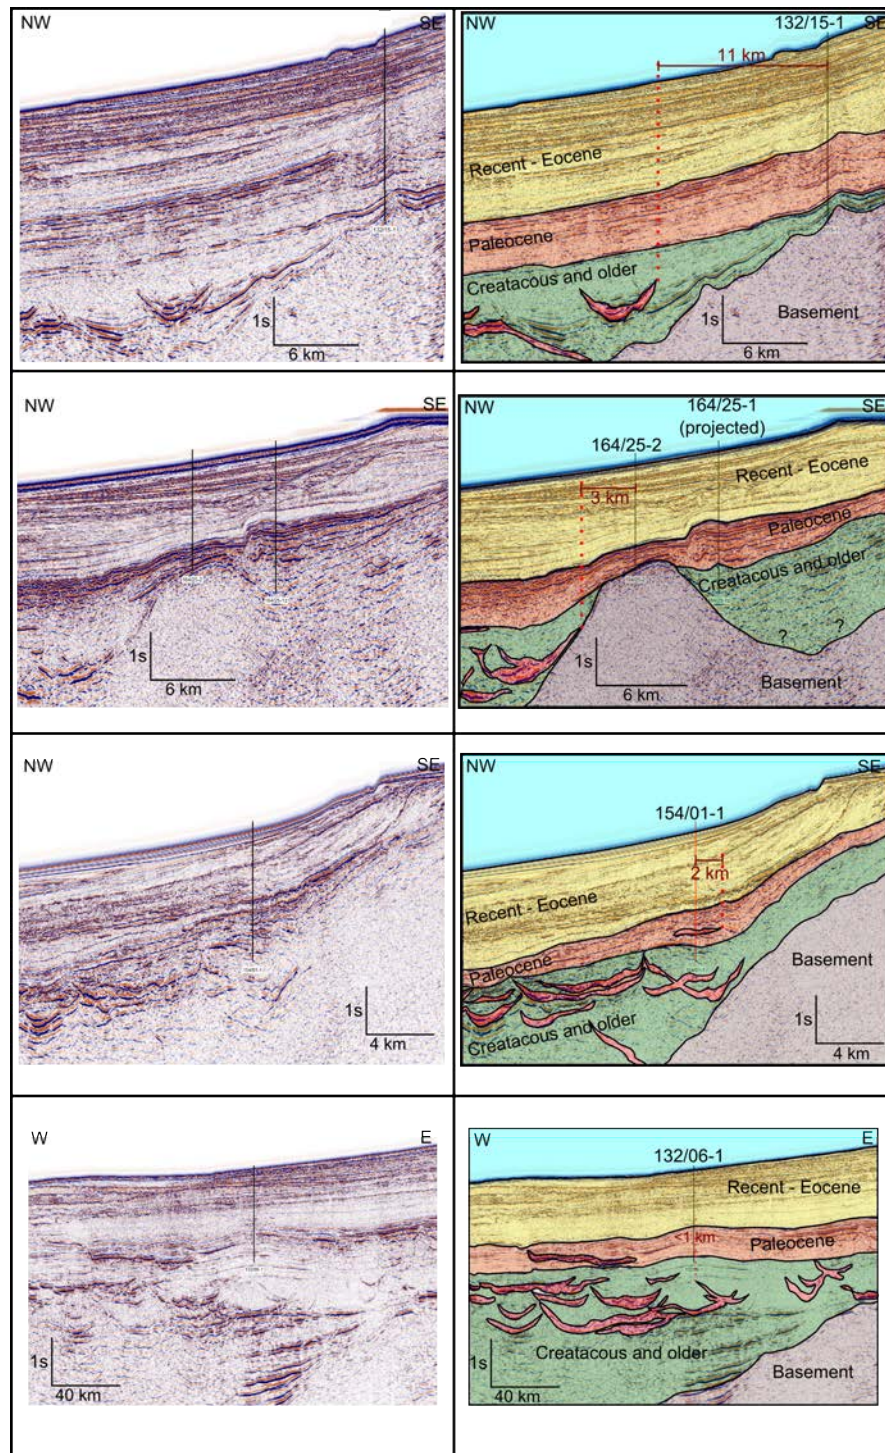 NW SE
1s
6 km
NW 132/15-1 SE
11 km
Recent - Eocene
Paleocene
Creatacous and older
Basement
1s
6 km
NW SE
1s
6 km
NW 164/25-1 SE
(projected)
164/25-2
Recent - Eocene
3 km
Paleocene
Creatacous and older
? ?
1s
6 km
Basement
NW SE
1s
4 km
NW SE
154/01-1
2 km
Recent - Eocene
Paleocene
Basement
Creatacous and older
1s
4 km
W E
1s
40 km
W E
132/06-1
Recent - Eocene
<1 km
Paleocene
Creatacous and older
1s
Basement
40 km